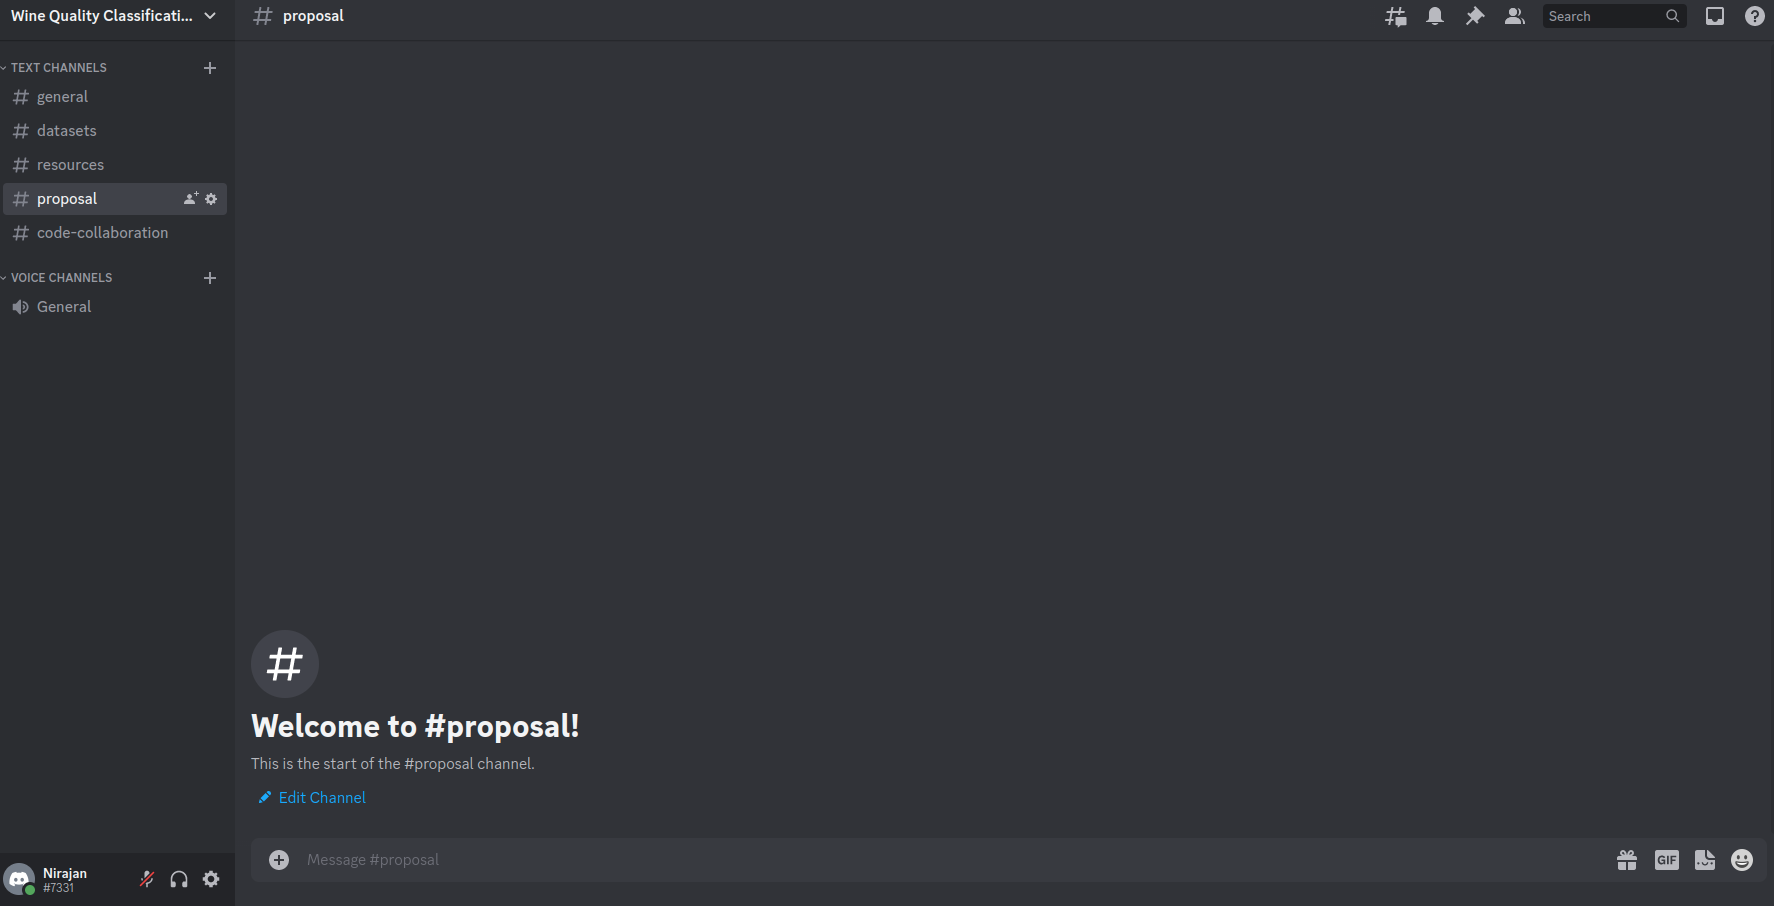 Wine Quality Classificati...
proposal
Search
TEXT CHANNELS
general
datasets
resources
proposal
code-collaboration
VOICE CHANNELS
General
Welcome to #proposal!
This is the start of the #proposal channel.
Edit Channel
Message #proposal
GIF
Nirajan
#7331